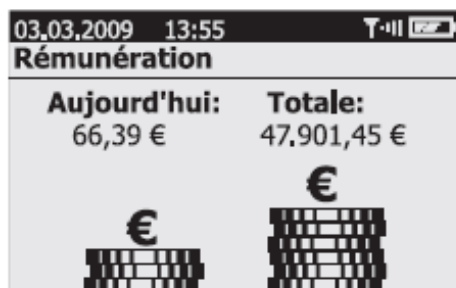 03.03.2009 13:55
Rémunération
Aujourd'hui: Totale:
66,39 € 47.901,45 €
€
€